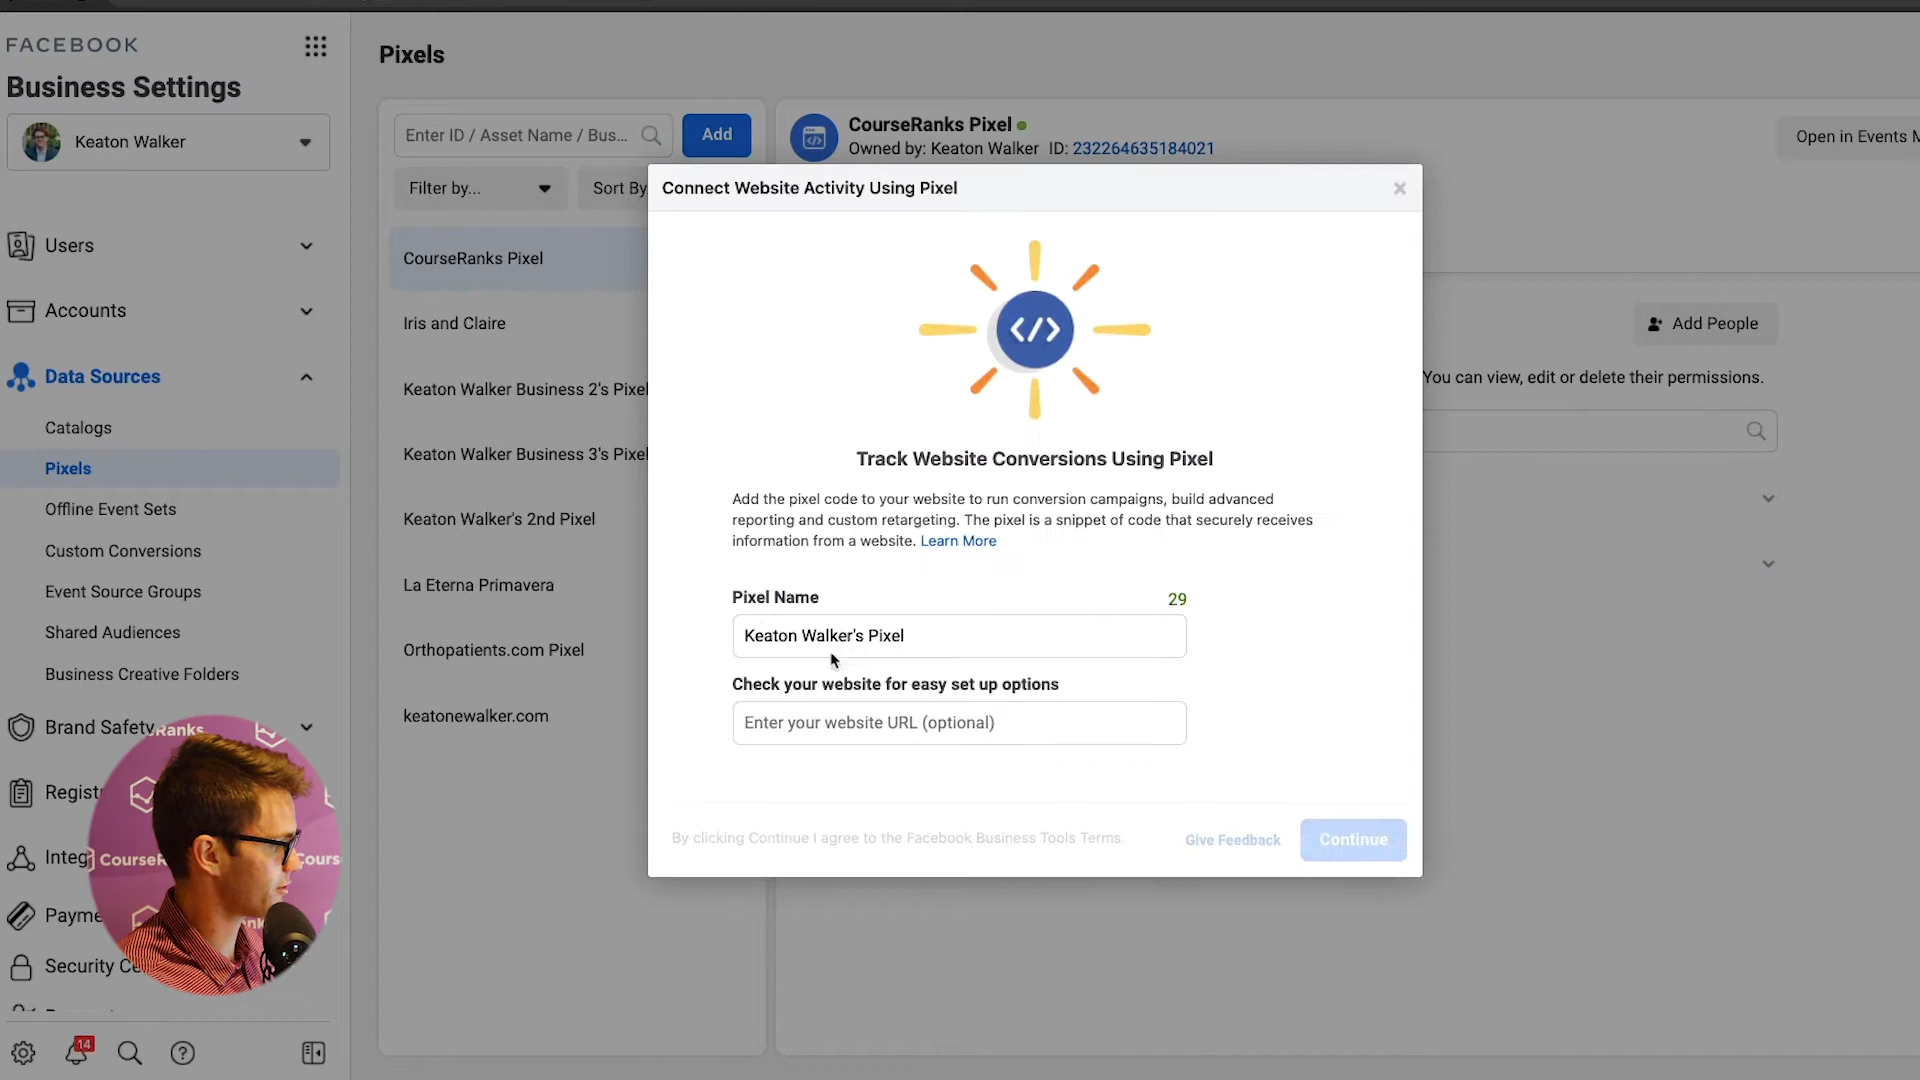 FACEBOOK
Business Settings
Keaton Walker
Users
Accounts
Data Sources
Catalogs
Pixels
Offline Event Sets
Custom Conversions
Event Source Groups
Shared Audiences
Business Creative Folders
Brand Safety
Regist
Integ
Payme
Security Ce
14
Ranks
CourseR
Cours
Pixels
Enter ID / Asset Name / Bus...
Add
Filter by...
Sort By
CourseRanks Pixel
Iris and Claire
Keaton Walker Business 2's Pixel
Keaton Walker Business 3's Pixel
Keaton Walker's 2nd Pixel
La Eterna Primavera
Orthopatients.com Pixel
keatonewalker.com
CourseRanks Pixel
Owned by: Keaton Walker ID: 232264635184021
Open in Events M
Add People
You can view, edit or delete their permissions.
Connect Website Activity Using Pixel
Track Website Conversions Using Pixel
Add the pixel code to your website to run conversion campaigns, build advanced
reporting and custom retargeting. The pixel is a snippet of code that securely receives
information from a website. Learn More
Pixel Name
29
Keaton Walker's Pixel
Check your website for easy set up options
Enter your website URL (optional)
By clicking Continue I agree to the Facebook Business Tools Terms.
Give Feedback
Continue